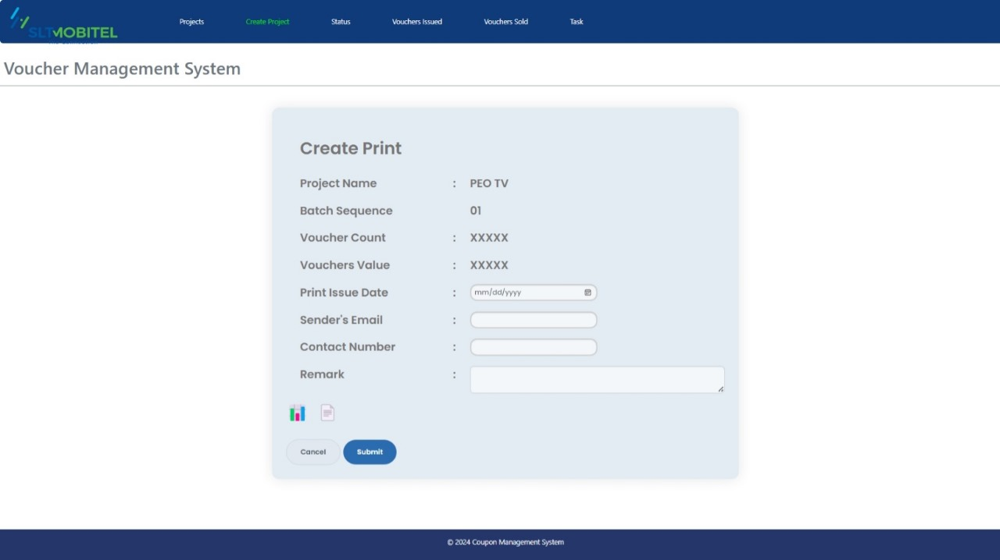 Projects Create Project Status Vouchers Issued Vouchers Sold Task
SLTMOBITEL
Voucher Management System
Create Print
Project Name : PEO TV
Batch Sequence 01
Voucher Count : XXXXX
Vouchers Value : XXXXX
Print Issue Date : mm/dd/yyyy
Sender's Email :
Contact Number :
Remark :
Cancel Submit
© 2024 Coupon Management System